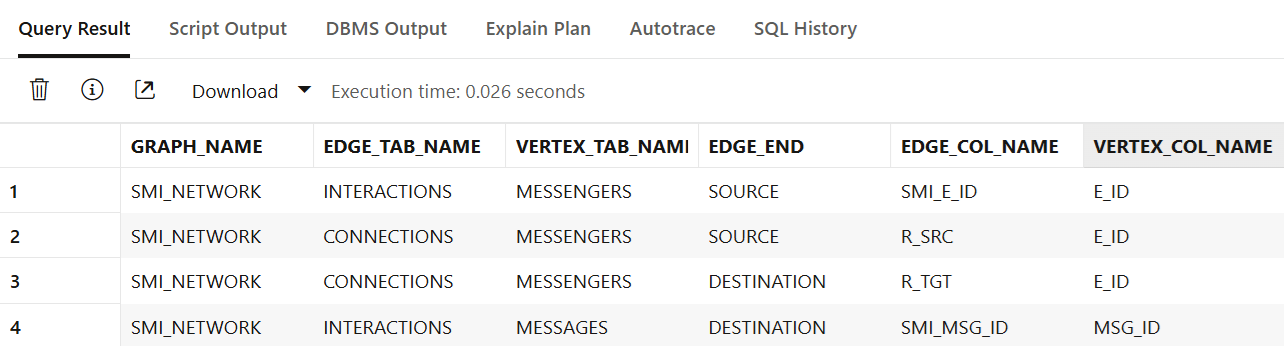 Query Result Script Output DBMS Output Explain Plan Autotrace SQL History
Download Execution time: 0.026 seconds
GRAPH_NAME EDGE_TAB_NAME VERTEX_TAB_NAME EDGE_END EDGE_COL_NAME VERTEX_COL_NAME
1 SMI_NETWORK INTERACTIONS MESSENGERS SOURCE SMI_E_ID E_ID
2 SMI_NETWORK CONNECTIONS MESSENGERS SOURCE R_SRC E_ID
3 SMI_NETWORK CONNECTIONS MESSENGERS DESTINATION R_TGT E_ID
4 SMI_NETWORK INTERACTIONS MESSAGES DESTINATION SMI_MSG_ID MSG_ID